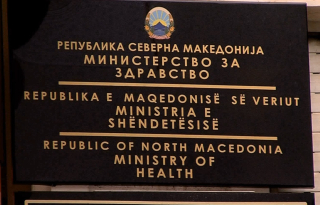 РЕПУБЛИКА СЕВЕРНА МАКЕДОНИЈА
МИНИСТЕРСТВО ЗА
ЗДРАВСТВО
REPUBLIKA E MAQEDONISË SË VERIUT
MINISTRIA E
SHËNDETËSISË
REPUBLIC OF NORTH MACEDONIA
MINISTRY OF
HEALTH